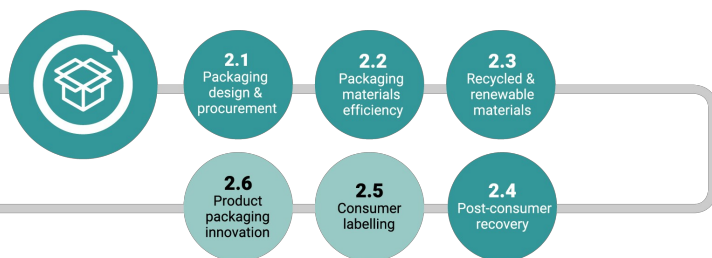 2.1
Packaging
design &
procurement
2.2
Packaging
materials
efficiency
2.3
Recycled &
renewable
materials
2.4
Post-consumer
recovery
2.5
Consumer
labelling
2.6
Product
packaging
innovation